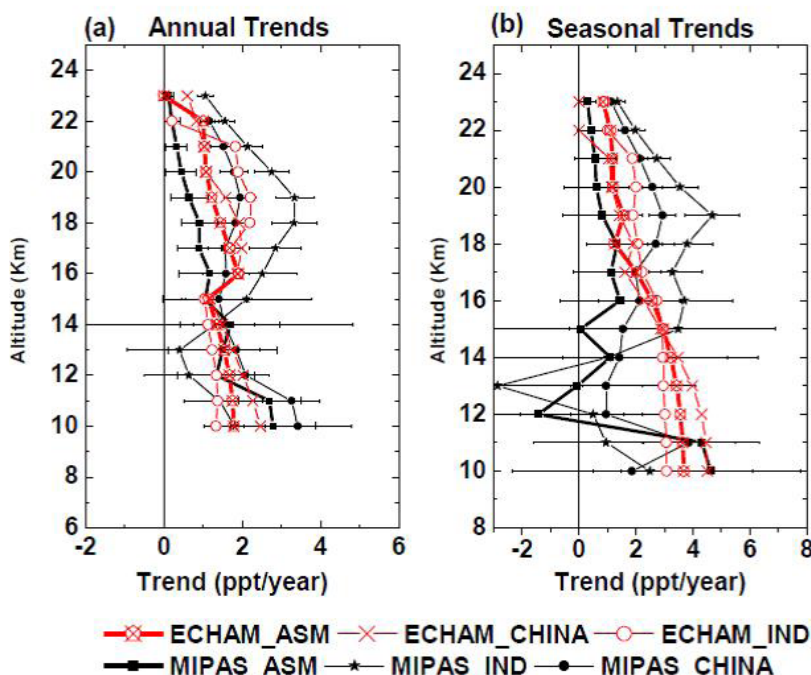 (a) Annual Trends
(b) Seasonal Trends
24
22
20
18
16
14
12
10
8
6
Altitude (Km)
-2 0 2 4 6
Trend (ppt/year)
24
22
20
18
16
14
12
10
8
Altitude (Km)
-2 0 2 4 6 8
Trend (ppt/year)
ECHAM_ASM ECHAM_CHINA ECHAM_IND
MIPAS_ASM MIPAS_IND MIPAS_CHINA